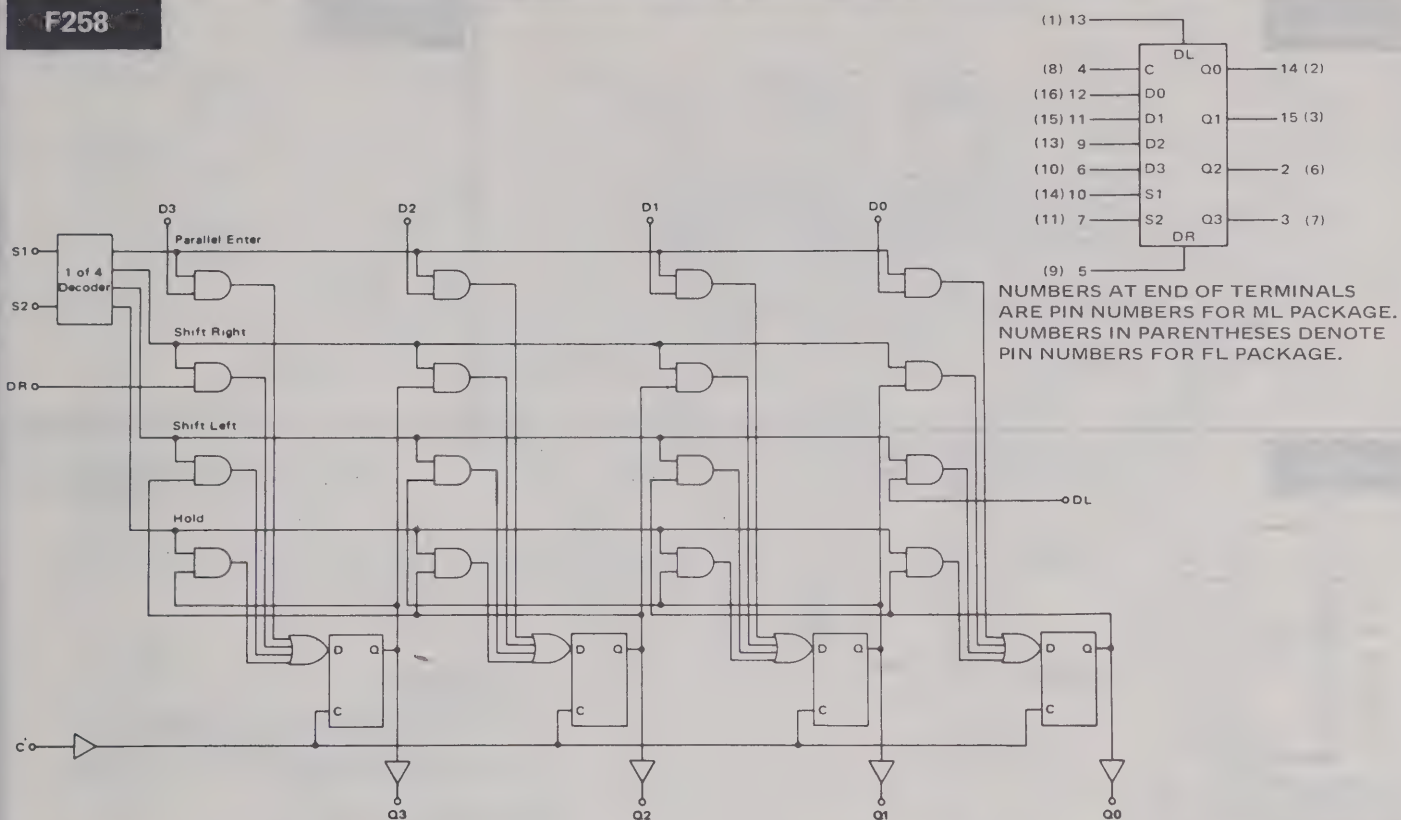 F258
(1) 13
DL
(8) 4 C Q0 14 (2)
(16) 12 D0
(15) 11 D1 Q1 15 (3)
(13) 9 D2
(10) 6 D3 Q2 2 (6)
(14) 10 S1
(11) 7 S2 Q3 3 (7)
DR
(9) 5
NUMBERS AT END OF TERMINALS
ARE PIN NUMBERS FOR ML PACKAGE.
NUMBERS IN PARENTHESES DENOTE
PIN NUMBERS FOR FL PACKAGE.
D3 D2 D1 D0
Parallel Enter
S1
1 of 4
Decoder
S2
Shift Right
DR
Shift Left
DL
Hold
D Q D Q D Q D Q
C C C C
C
Q3 Q2 Q1 Q0